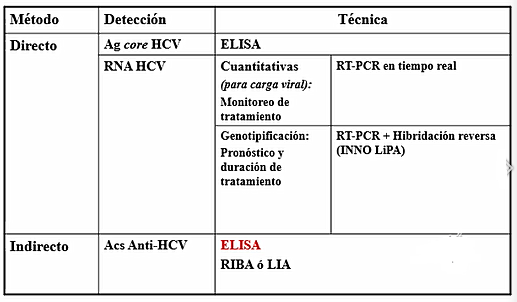 Método Detección Técnica
Directo Ag core HCV ELISA
RNA HCV Cuantitativas RT-PCR en tiempo real
(para carga viral):
Monitoreo de
tratamiento
Genotipificación: RT-PCR + Hibridación reversa
Pronóstico y (INNO LiPA)
duración de
tratamiento
Indirecto Acs Anti-HCV ELISA
RIBA ó LIA